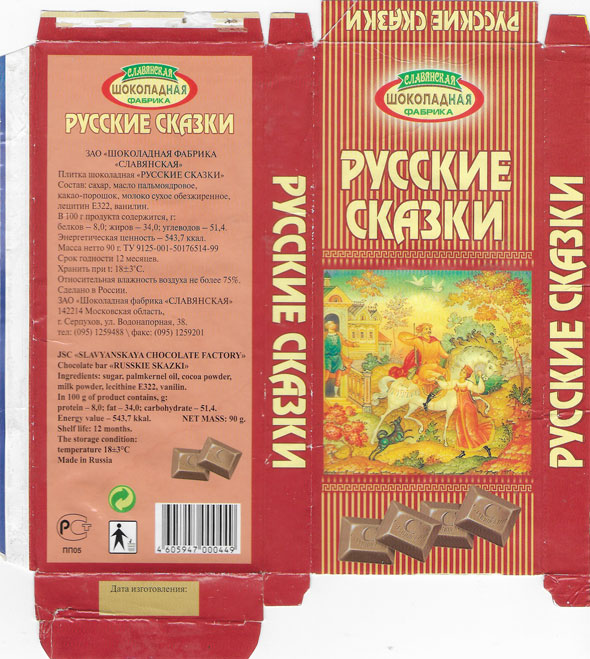 СЛАВЯНСКАЯ
ШОКОЛАДНАЯ
ФАБРИКА
РУССКИЕ СКАЗКИ
ЗАО «ШОКОЛАДНАЯ ФАБРИКА
«СЛАВЯНСКАЯ»
Плитка шоколадная «РУССКИЕ СКАЗКИ»
Состав: сахар, масло пальмоядровое,
какао-порошок, молоко сухое обезжиренное,
лецитин Е322, ванилин.
В 100 г продукта содержится, г:
белков – 8,0; жиров – 34,0; углеводов – 51,4.
Энергетическая ценность – 543,7 ккал.
Масса нетто 90 г. ТУ 9125-001-50176514-99
Срок годности 12 месяцев.
Хранить при t: 18±3°С.
Относительная влажность воздуха не более 75%.
Сделано в России.
ЗАО «Шоколадная фабрика «СЛАВЯНСКАЯ»
142214 Московская область,
г. Серпухов, ул. Водонапорная, 38.
тел: (095) 1259488 \ факс: (095) 1259201
JSC «SLAVYANSKAYA CHOCOLATE FACTORY»
Chocolate bar «RUSSKIE SKAZKI»
Ingredients: sugar, palmkernel oil, cocoa powder,
milk powder, lecithine E322, vanilin.
In 100 g of product contains, g:
protein – 8,0; fat – 34,0; carbohydrate – 51,4.
Energy value – 543,7 kkal. NET MASS: 90 g.
Shelf life: 12 months.
The storage condition:
temperature 18±3°C
Made in Russia
РСТ
ПП05
4 605947 000449
Дата изготовления:
РУССКИЕ СКАЗКИ
РУССКИЕ СКАЗКИ
СЛАВЯНСКАЯ
ШОКОЛАДНАЯ
ФАБРИКА
РУССКИЕ
СКАЗКИ
РУССКИЕ СКАЗКИ